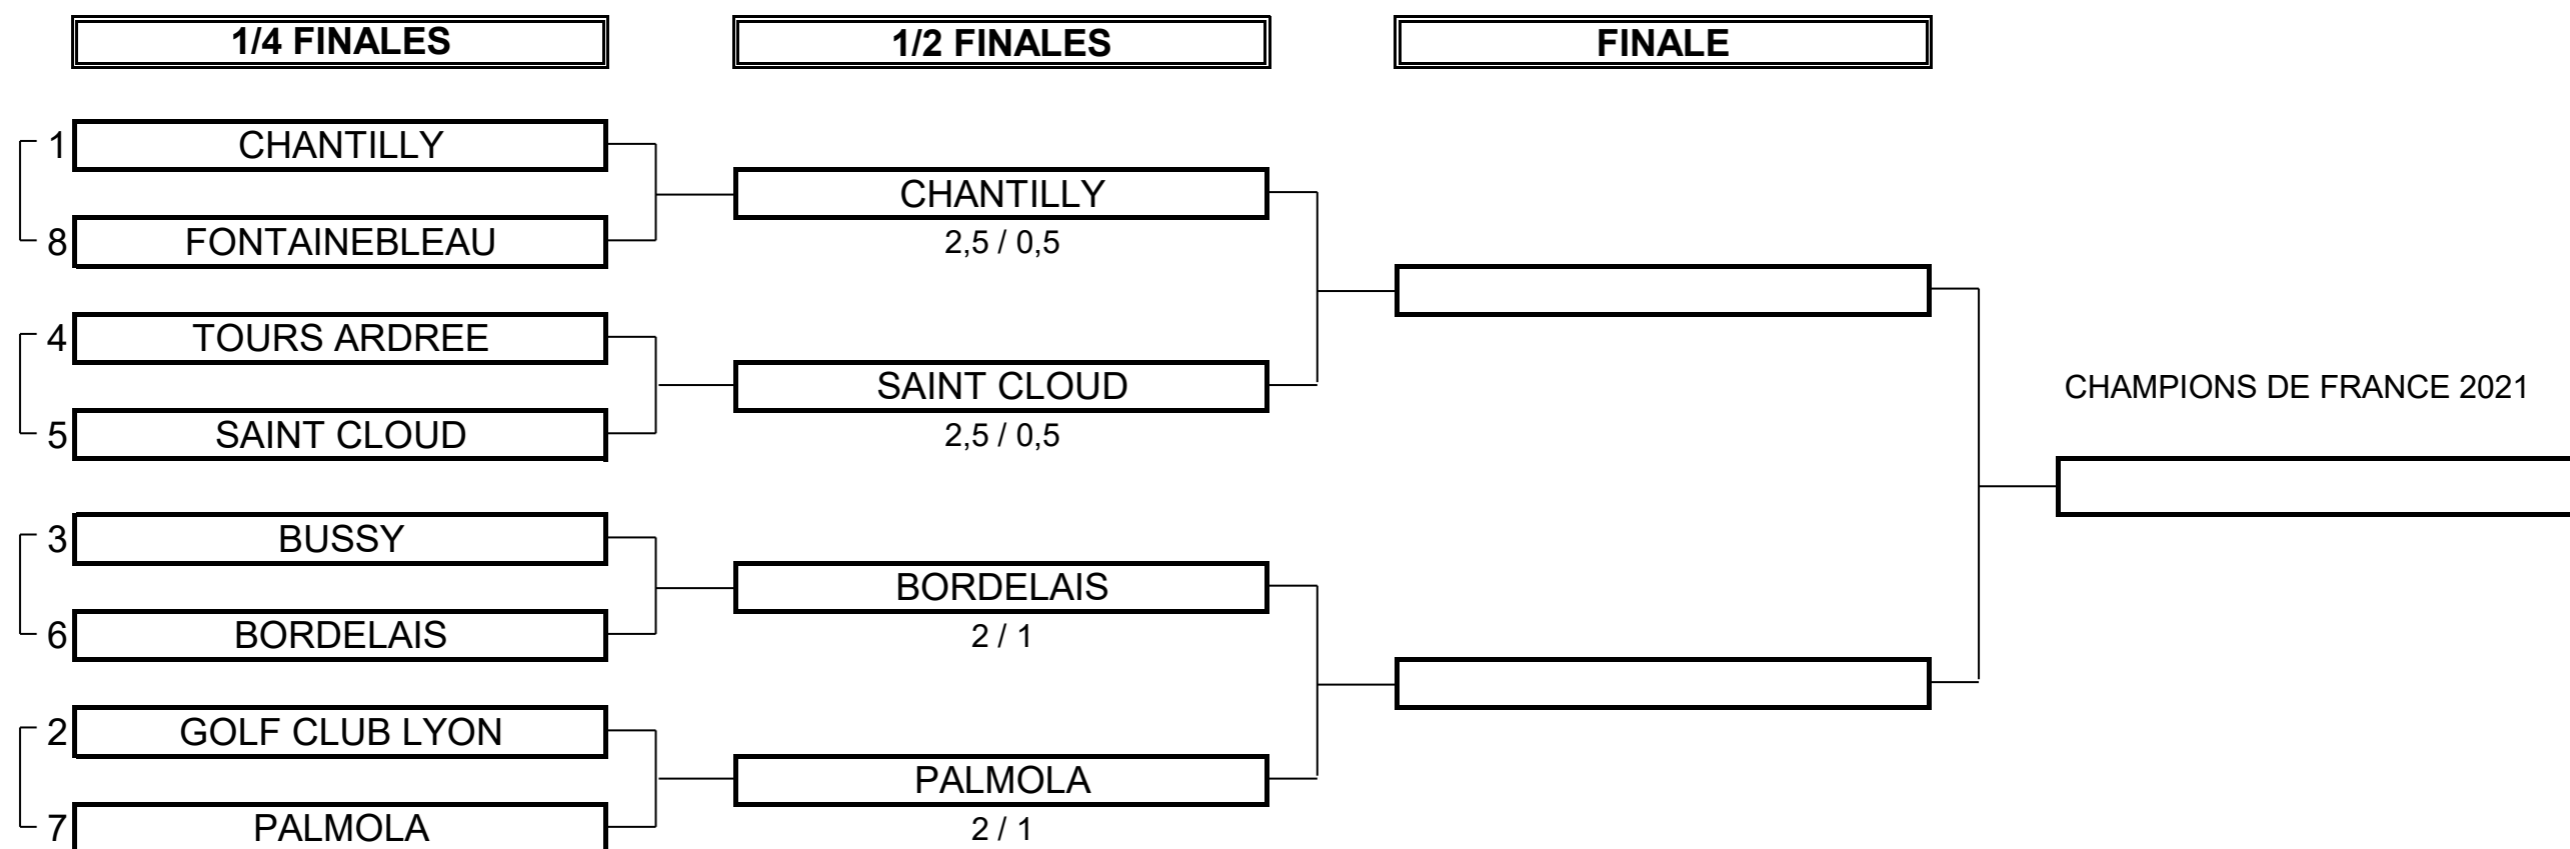 1/4 FINALES
1/2 FINALES
FINALE
1 CHANTILLY
CHANTILLY
8 FONTAINEBLEAU
2,5 / 0,5
4 TOURS ARDREE
SAINT CLOUD
CHAMPIONS DE FRANCE 2021
5 SAINT CLOUD
2,5 / 0,5
3 BUSSY
BORDELAIS
6 BORDELAIS
2 / 1
2 GOLF CLUB LYON
PALMOLA
7 PALMOLA
2 / 1